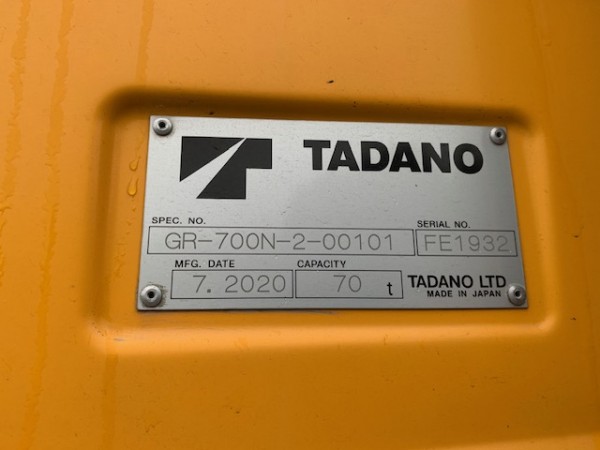 TADANO
SPEC. NO.
SERIAL NO.
GR-700N-2-00101
FE1932
MFG. DATE
CAPACITY
7. 2020
70 t
TADANO LTD
MADE IN JAPAN